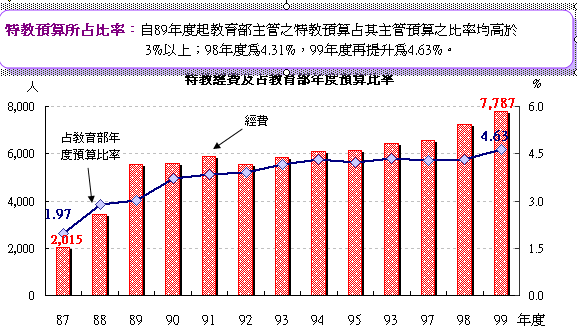 特教預算所占比率：自89年度起教育部主管之特教預算占其主管預算之比率均高於
3%以上；98年度為4.31%，99年度再提升為4.63%。
特教經費及占教育部年度預算比率
人
%
8,000
6,000
4,000
2,000
0
6.0
4.5
3.0
1.5
0.0
占教育部年
度預算比率
經費
1.97
2,015
7,787
4.63
87 88 89 90 91 92 93 94 95 93 97 98 99 年度